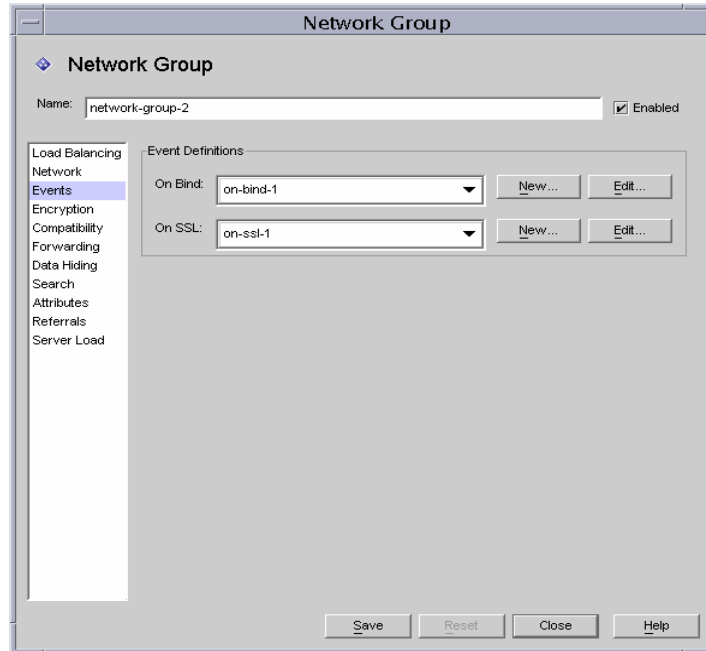 Network Group
Network Group
Name: network-group-2 Enabled
Load Balancing
Network
Events
Encryption
Compatibility
Forwarding
Data Hiding
Search
Attributes
Referrals
Server Load
Event Definitions
On Bind: on-bind-1 New... Edit...
On SSL: on-ssl-1 New... Edit...
Save Reset Close Help